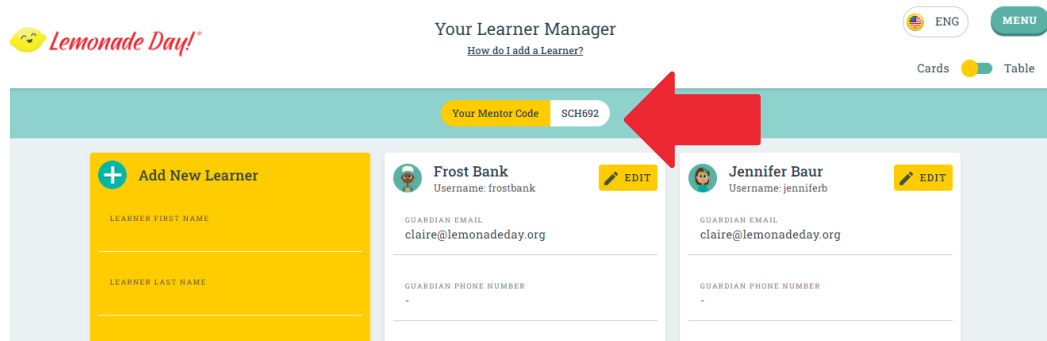 Lemonade Day!
Your Learner Manager
How do I add a Learner?
ENG
MENU
Cards
Table
Your Mentor Code
SCH692
Add New Learner
LEARNER FIRST NAME
LEARNER LAST NAME
Frost Bank
Username: frostbank
EDIT
GUARDIAN EMAIL
claire@lemonadeday.org
GUARDIAN PHONE NUMBER
-
Jennifer Baur
Username: jenniferb
EDIT
GUARDIAN EMAIL
claire@lemonadeday.org
GUARDIAN PHONE NUMBER
-